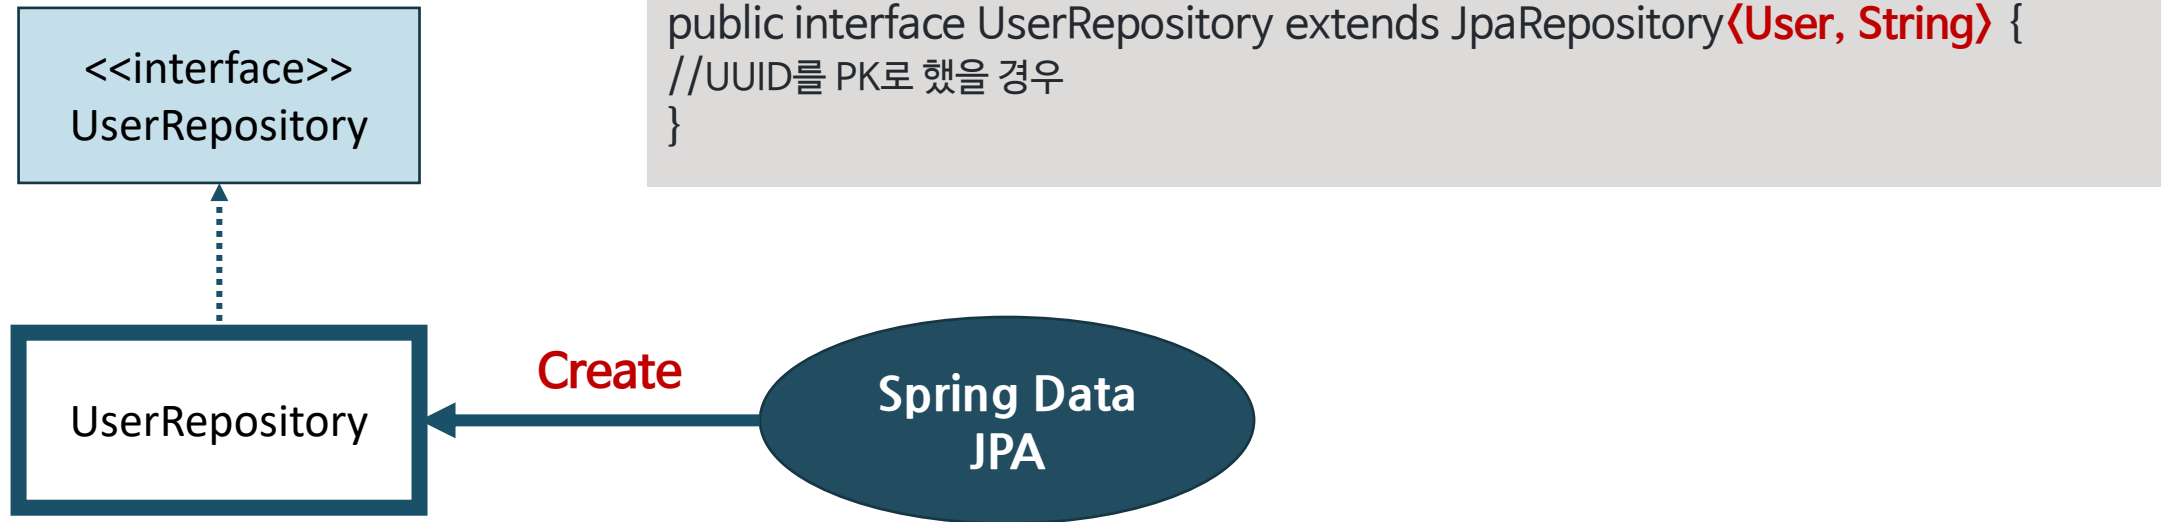 <<interface>>
UserRepository
public interface UserRepository extends JpaRepository〈User, String〉 {
//UUID를 PK로 했을 경우
}
UserRepository
Create
Spring Data
JPA